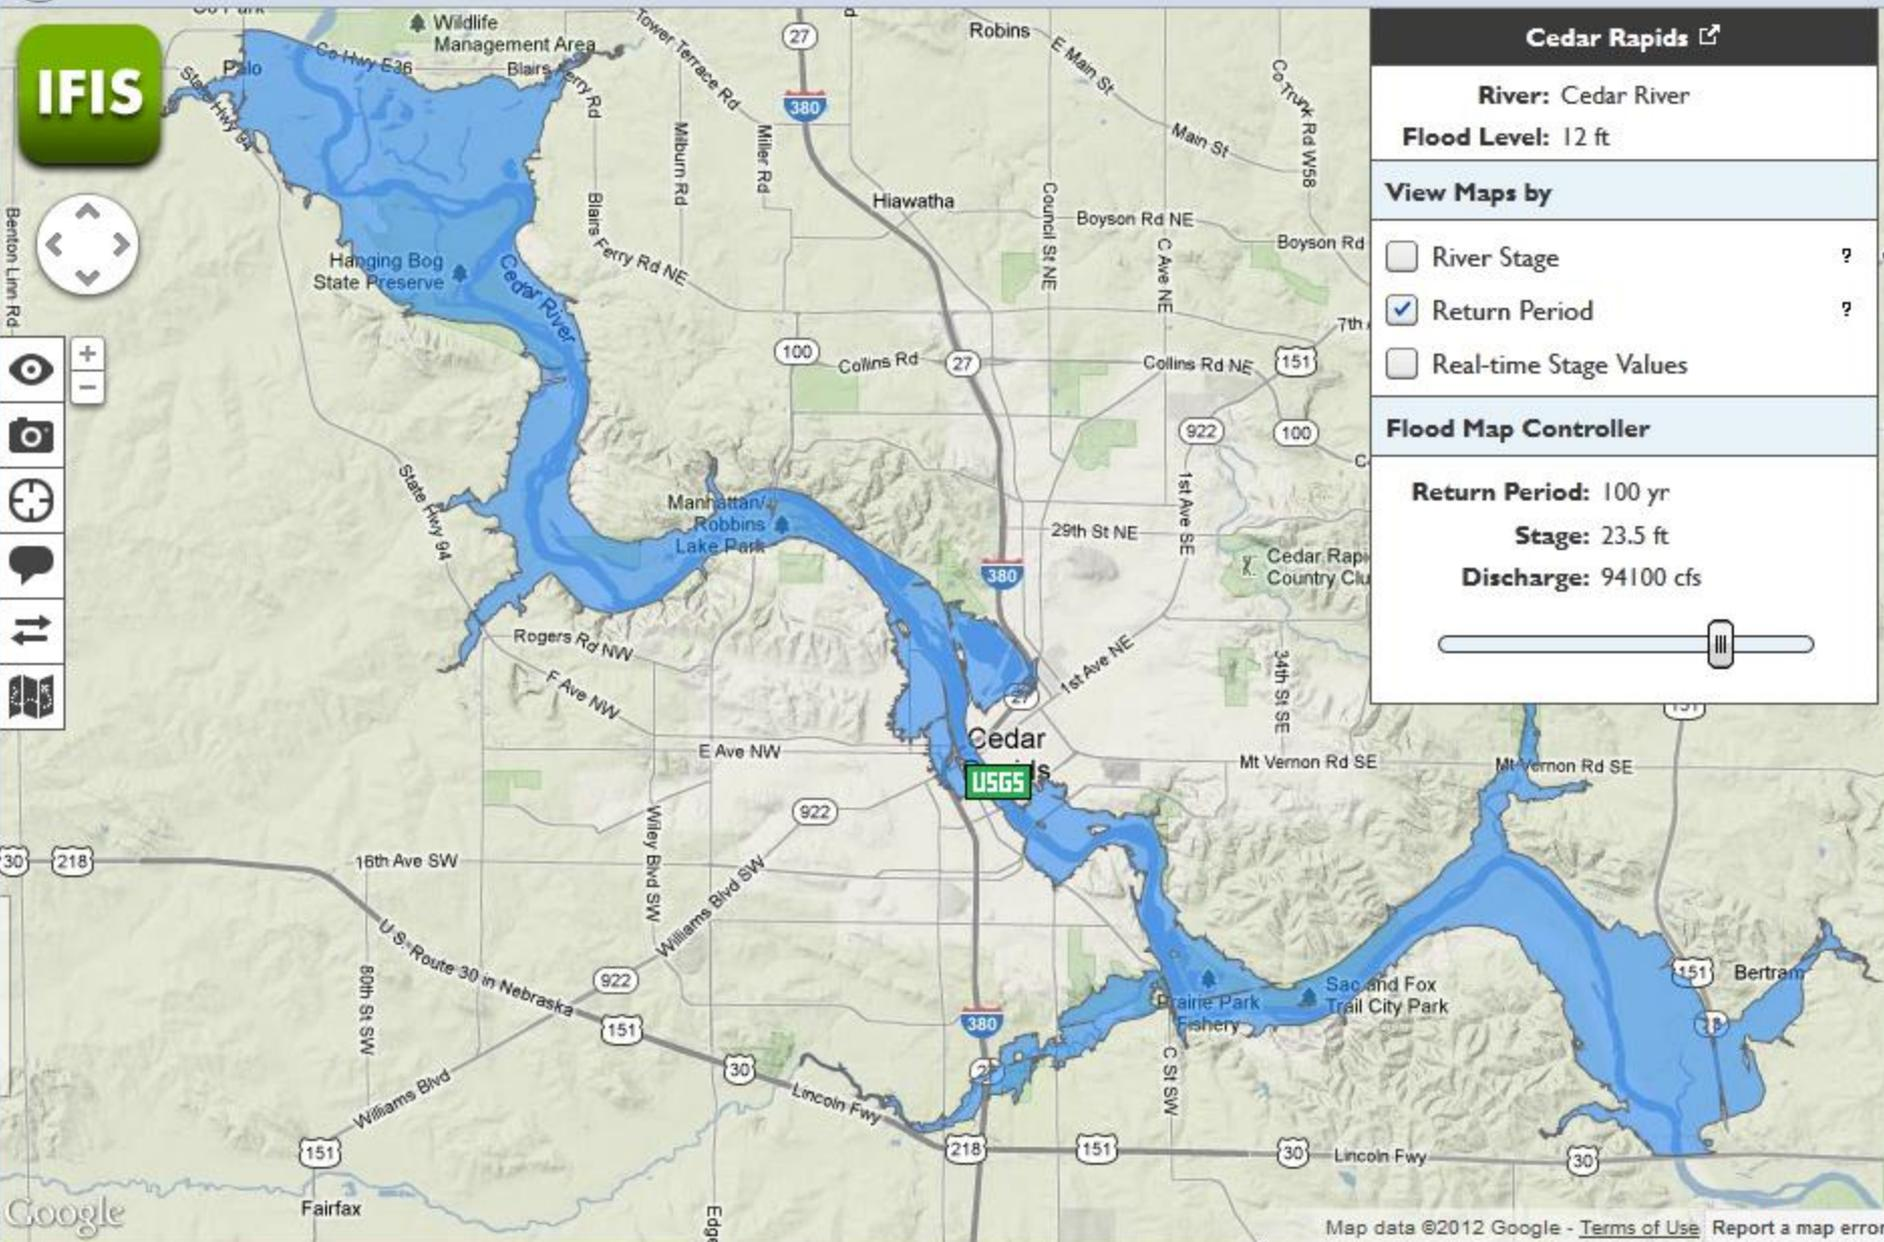 Co Park
Wildlife
Management Area
Co Hwy E36
Blairs Ferry Rd
Palo
State Hwy 94
IFIS
Tower Terrace Rd
27
Robins
E Main St
Main St
Co Trunk Rd W58
380
Milburn Rd
Miller Rd
Hiawatha
Council St NE
Boyson Rd NE
Boyson Rd
C Ave NE
Benton Linn Rd
Blairs Ferry Rd NE
Hanging Bog
State Preserve
Cedar River
100
Collins Rd
27
Collins Rd NE
151
7th
922
100
State Hwy 94
Manhattan/
Robbins
Lake Park
29th St NE
1st Ave SE
380
Cedar Rapi
Country Clu
Rogers Rd NW
F Ave NW
27
1st Ave NE
34th St SE
151
E Ave NW
Cedar
USGS
Mt Vernon Rd SE
Mt Vernon Rd SE
922
Wiley Blvd SW
30
218
16th Ave SW
Williams Blvd SW
U.S. Route 30 in Nebraska
80th St SW
922
151
380
151
Bertram
Sac and Fox
Trail City Park
Prairie Park
Fishery
30
C St SW
Williams Blvd
Lincoln Fwy
151
218
151
30
Lincoln Fwy
30
Fairfax
Edge
Google
Map data ©2012 Google - Terms of Use
Report a map error
Cedar Rapids
River: Cedar River
Flood Level: 12 ft
View Maps by
River Stage ?
Return Period ?
Real-time Stage Values
Flood Map Controller
Return Period: 100 yr
Stage: 23.5 ft
Discharge: 94100 cfs